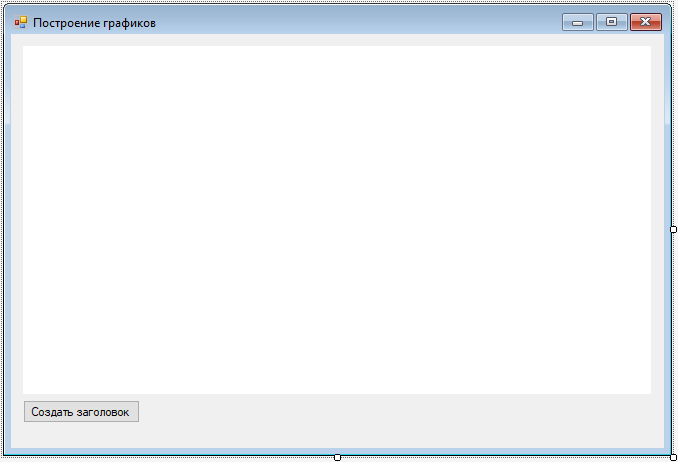 Построение графиков
Создать заголовок